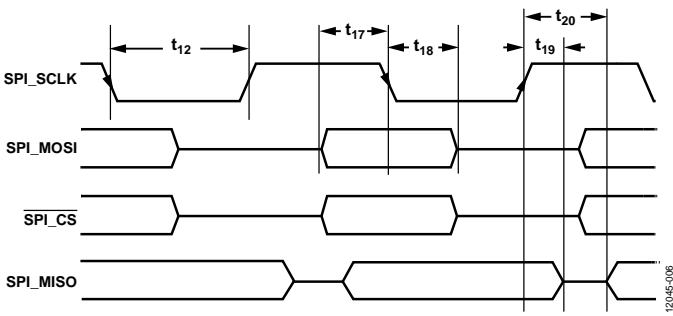 t12
t17
t18
t20
t19
SPI_SCLK
SPI_MOSI
SPI_CS
SPI_MISO
12045-006